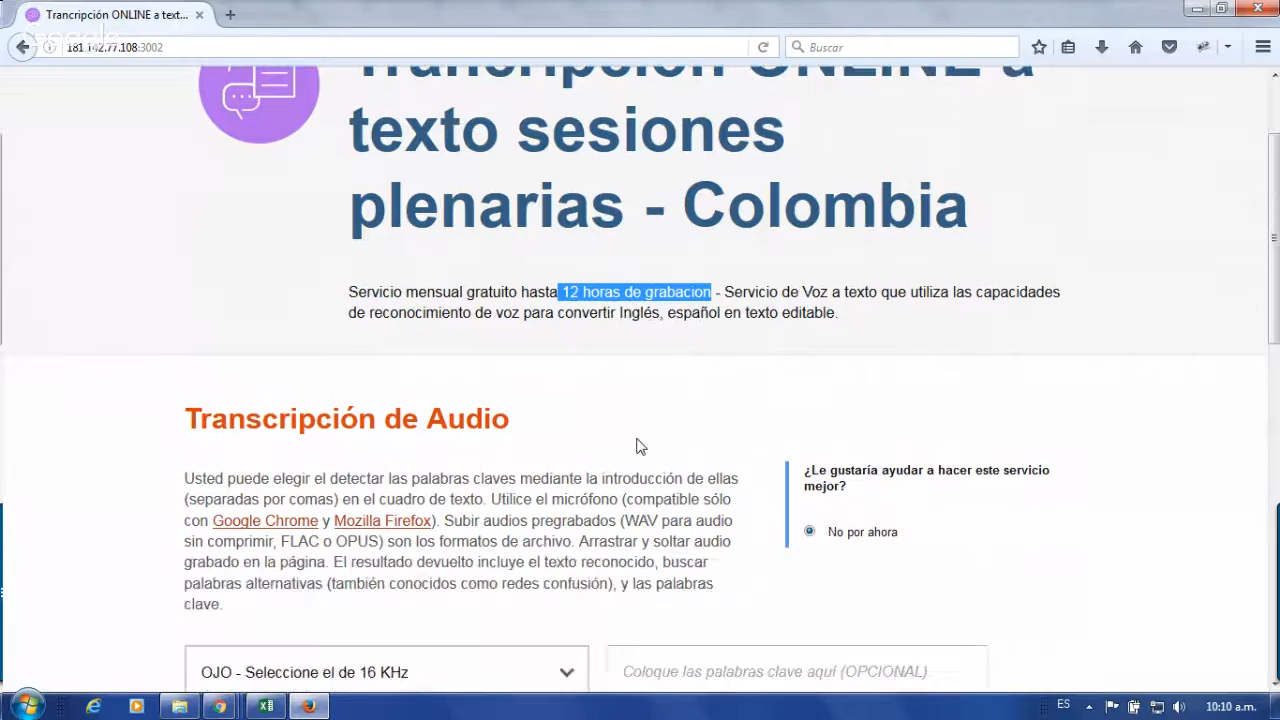 Trancripción ONLINE a text...
181.142.77.108:3002
Buscar
Trancripción ONLINE a
texto sesiones
plenarias - Colombia
Servicio mensual gratuito hasta 12 horas de grabacion - Servicio de Voz a texto que utiliza las capacidades
de reconocimiento de voz para convertir Inglés, español en texto editable.
Transcripción de Audio
Usted puede elegir el detectar las palabras claves mediante la introducción de ellas
(separadas por comas) en el cuadro de texto. Utilice el micrófono (compatible sólo
con Google Chrome y Mozilla Firefox). Subir audios pregrabados (WAV para audio
sin comprimir, FLAC o OPUS) son los formatos de archivo. Arrastrar y soltar audio
grabado en la página. El resultado devuelto incluye el texto reconocido, buscar
palabras alternativas (también conocidos como redes confusión), y las palabras
clave.
¿Le gustaría ayudar a hacer este servicio
mejor?
No por ahora
OJO - Seleccione el de 16 KHz
Coloque las palabras clave aquí (OPCIONAL)
ES
10:10 a.m.